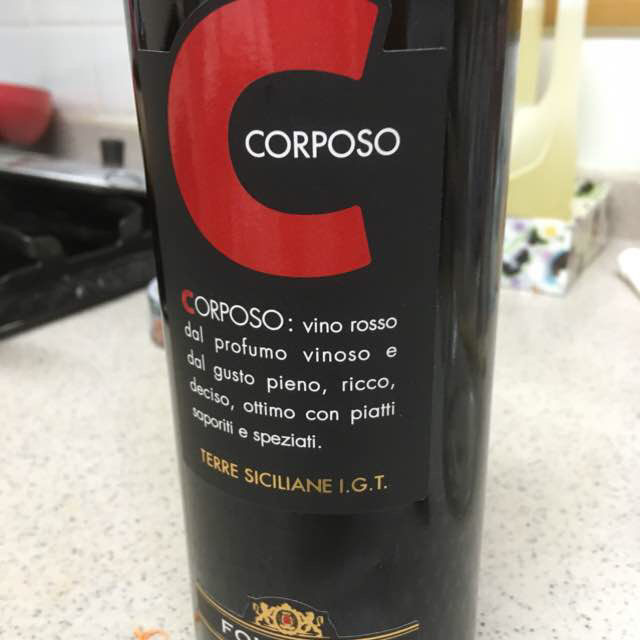 C
CORPOSO
CORPOSO: vino rosso
dal profumo vinoso e
dal gusto pieno, ricco,
deciso, ottimo con piatti
saporiti e speziati.
TERRE SICILIANE I.G.T.